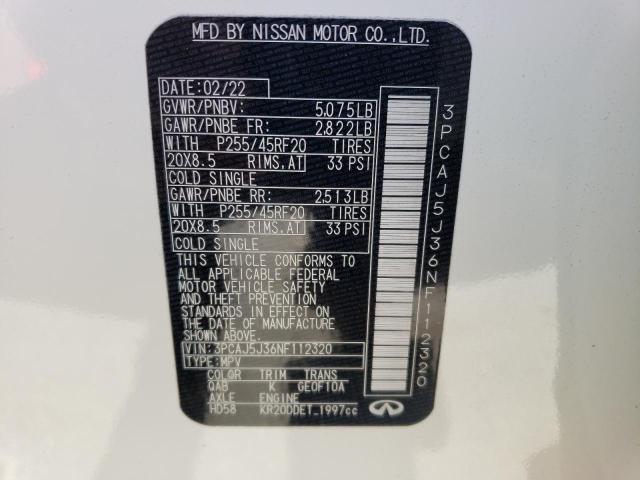 MFD BY NISSAN MOTOR CO.,LTD.
DATE:02/22
GVWR/PNBV: 5,075LB
GAWR/PNBE FR: 2,822LB
WITH P255/45RF20 TIRES
20X8.5 RIMS,AT 33 PSI
COLD SINGLE
GAWR/PNBE RR: 2,513LB
WITH P255/45RF20 TIRES
20X8.5 RIMS,AT 33 PSI
COLD SINGLE
THIS VEHICLE CONFORMS TO
ALL APPLICABLE FEDERAL
MOTOR VEHICLE SAFETY
AND THEFT PREVENTION
STANDARDS IN EFFECT ON
THE DATE OF MANUFACTURE
SHOWN ABOVE.
VIN: 3PCAJ5J36NF112320
TYPE:MPV
COLOR TRIM TRANS
QAB K GE0F10A
AXLE ENGINE
HD58 KR20DDET 1997cc
3PCAJ5J36NF112320